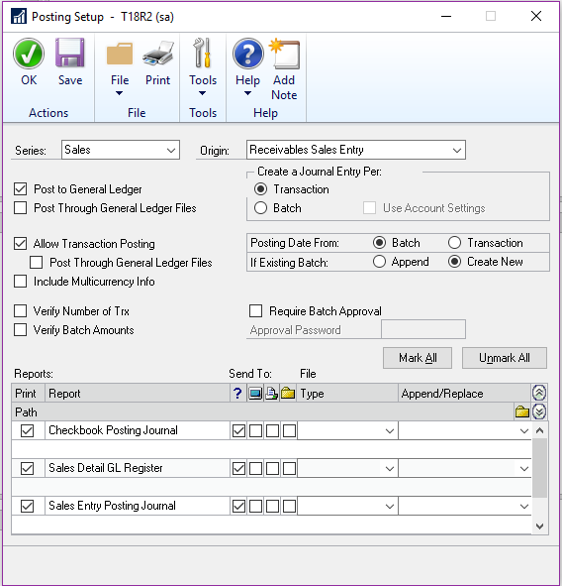 Posting Setup - T18R2 (sa)
OK Save File Print Tools Help Add Note
Actions File Tools Help
Series: Sales Origin: Receivables Sales Entry
Create a Journal Entry Per:
Post to General Ledger Transaction
Post Through General Ledger Files Batch Use Account Settings
Allow Transaction Posting Posting Date From: Batch Transaction
Post Through General Ledger Files If Existing Batch: Append Create New
Include Multicurrency Info
Verify Number of Trx Require Batch Approval
Verify Batch Amounts Approval Password
Mark All Unmark All
Reports: Send To: File
Print Report ? Type Append/Replace
Path
Checkbook Posting Journal
Sales Detail GL Register
Sales Entry Posting Journal